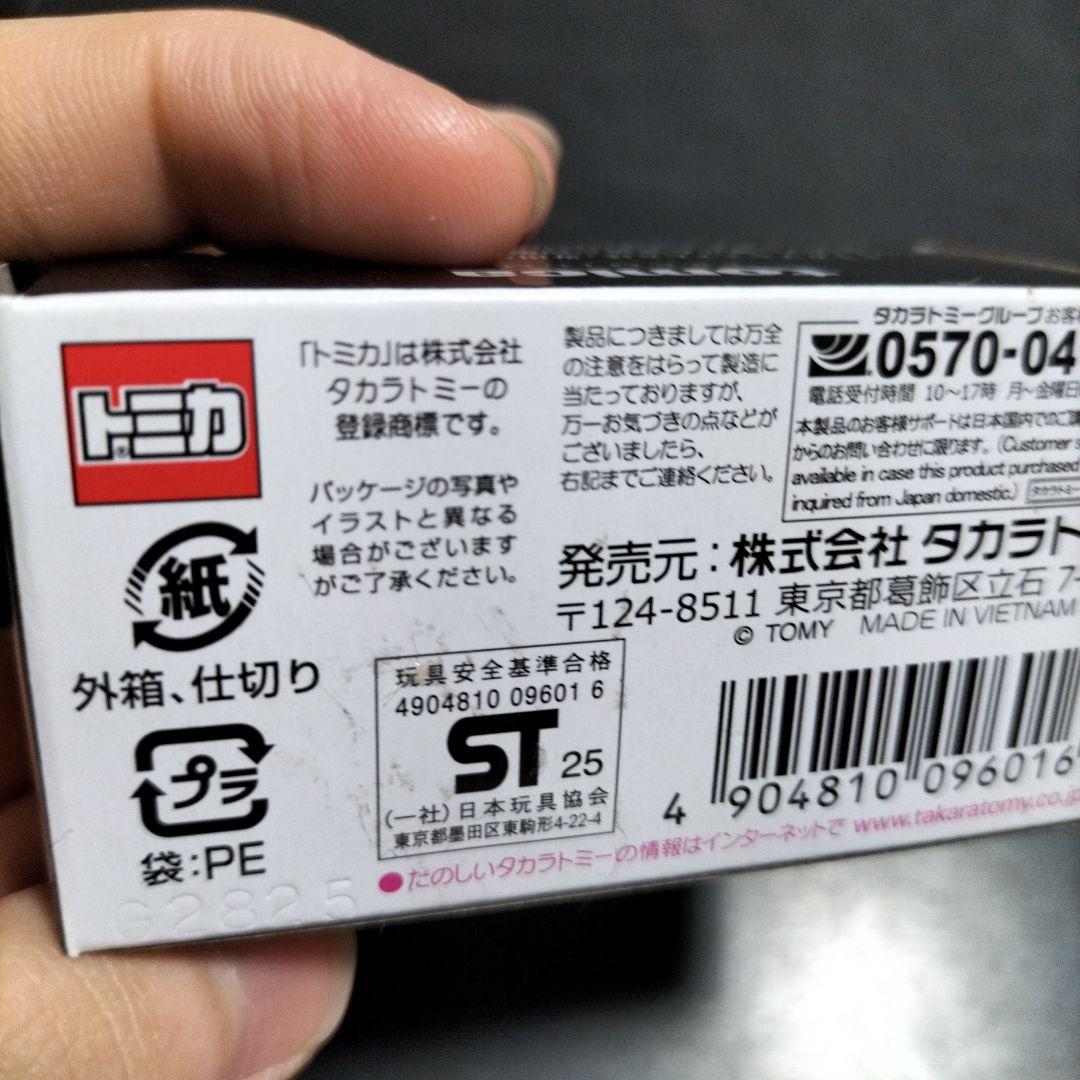 トミカ®
「トミカ」は株式会社
タカラトミーの
登録商標です。
パッケージの写真や
イラストと異なる
場合がございます
がご了承ください。
製品につきましては万全
の注意をはらって製造に
当たっておりますが、
万一お気づきの点などが
ございましたら、
右記までご連絡ください。
タカラトミーグループお客
0570-04
電話受付時間 10～17時 月～金曜日
本製品のお客様サポートは日本国内でのご
からのお問い合わせに限ります。(Customer s
available in case this product purchased
inquired from Japan domestic.)
タカラトミー
発売元：株式会社 タカラト
〒124-8511 東京都葛飾区立石 7-
© TOMY MADE IN VIETNAM
紙
外箱、仕切り
プラ
袋：PE
玩具安全基準合格
4904810 09601 6
ST 25
(一社)日本玩具協会
東京都墨田区東駒形4-22-4
4 904810 096016
●たのしいタカラトミーの情報はインターネットで www.takaratomy.co.jp
G2825